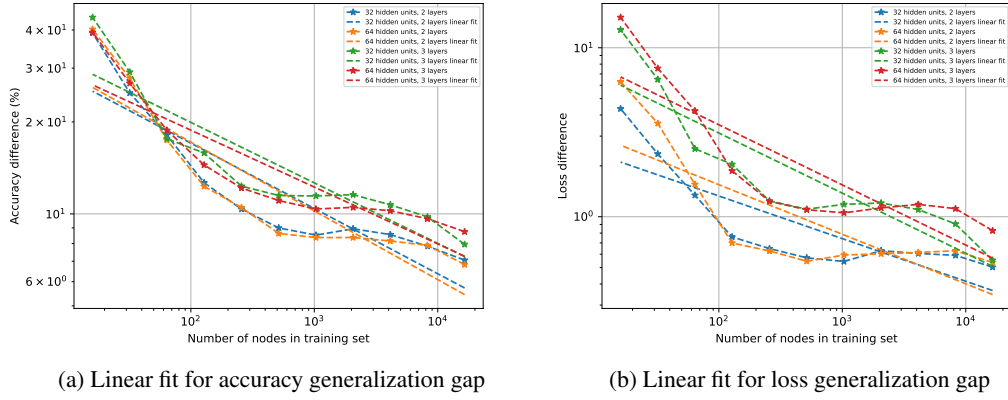 32 hidden units, 2 layers
32 hidden units, 2 layers linear fit
64 hidden units, 2 layers
64 hidden units, 2 layers linear fit
32 hidden units, 3 layers
32 hidden units, 3 layers linear fit
64 hidden units, 3 layers
64 hidden units, 3 layers linear fit
Accuracy difference (%)
4 × 10¹
3 × 10¹
2 × 10¹
10¹
6 × 10⁰
10² 10³ 10⁴
Number of nodes in training set
(a) Linear fit for accuracy generalization gap
32 hidden units, 2 layers
32 hidden units, 2 layers linear fit
64 hidden units, 2 layers
64 hidden units, 2 layers linear fit
32 hidden units, 3 layers
32 hidden units, 3 layers linear fit
64 hidden units, 3 layers
64 hidden units, 3 layers linear fit
Loss difference
10¹
10⁰
10² 10³ 10⁴
Number of nodes in training set
(b) Linear fit for loss generalization gap